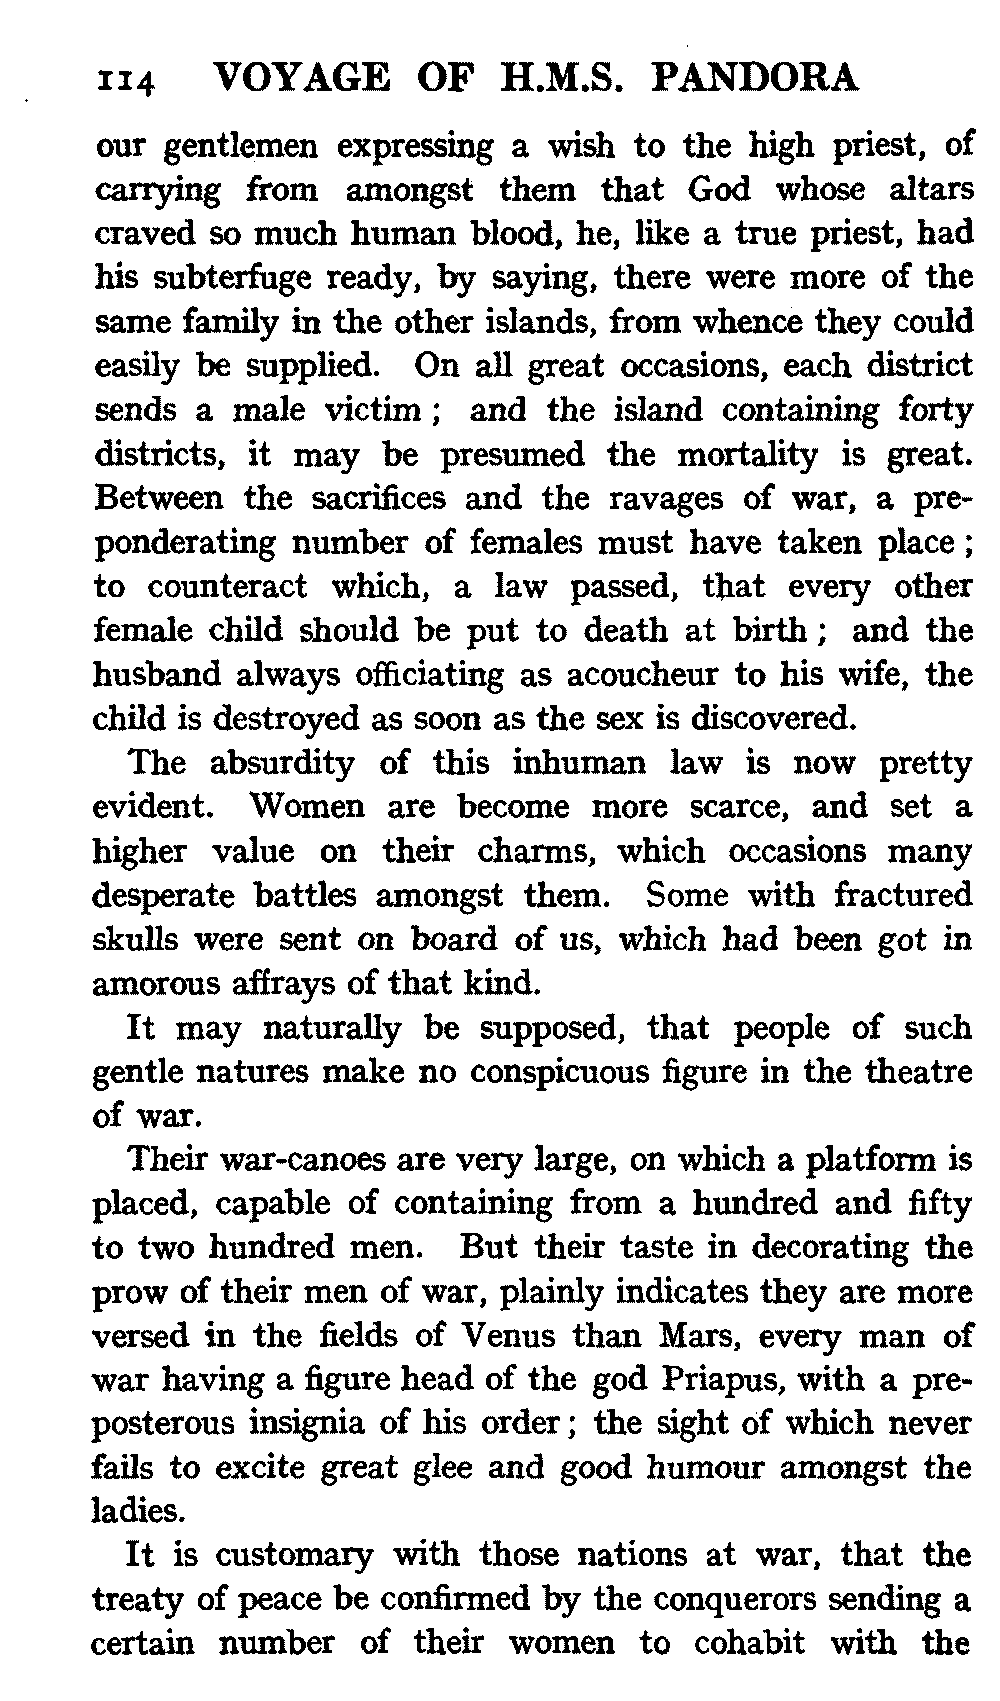 114 VOYAGE OF H.M.S. PANDORA
our gentlemen expressing a wish to the high priest, of
carrying from amongst them that God whose altars
craved so much human blood, he, like a true priest, had
his subterfuge ready, by saying, there were more of the
same family in the other islands, from whence they could
easily be supplied. On all great occasions, each district
sends a male victim ; and the island containing forty
districts, it may be presumed the mortality is great.
Between the sacrifices and the ravages of war, a pre-
ponderating number of females must have taken place ;
to counteract which, a law passed, that every other
female child should be put to death at birth ; and the
husband always officiating as acoucheur to his wife, the
child is destroyed as soon as the sex is discovered.
The absurdity of this inhuman law is now pretty
evident. Women are become more scarce, and set a
higher value on their charms, which occasions many
desperate battles amongst them. Some with fractured
skulls were sent on board of us, which had been got in
amorous affrays of that kind.
It may naturally be supposed, that people of such
gentle natures make no conspicuous figure in the theatre
of war.
Their war-canoes are very large, on which a platform is
placed, capable of containing from a hundred and fifty
to two hundred men. But their taste in decorating the
prow of their men of war, plainly indicates they are more
versed in the fields of Venus than Mars, every man of
war having a figure head of the god Priapus, with a pre-
posterous insignia of his order ; the sight of which never
fails to excite great glee and good humour amongst the
ladies.
It is customary with those nations at war, that the
treaty of peace be confirmed by the conquerors sending a
certain number of their women to cohabit with the